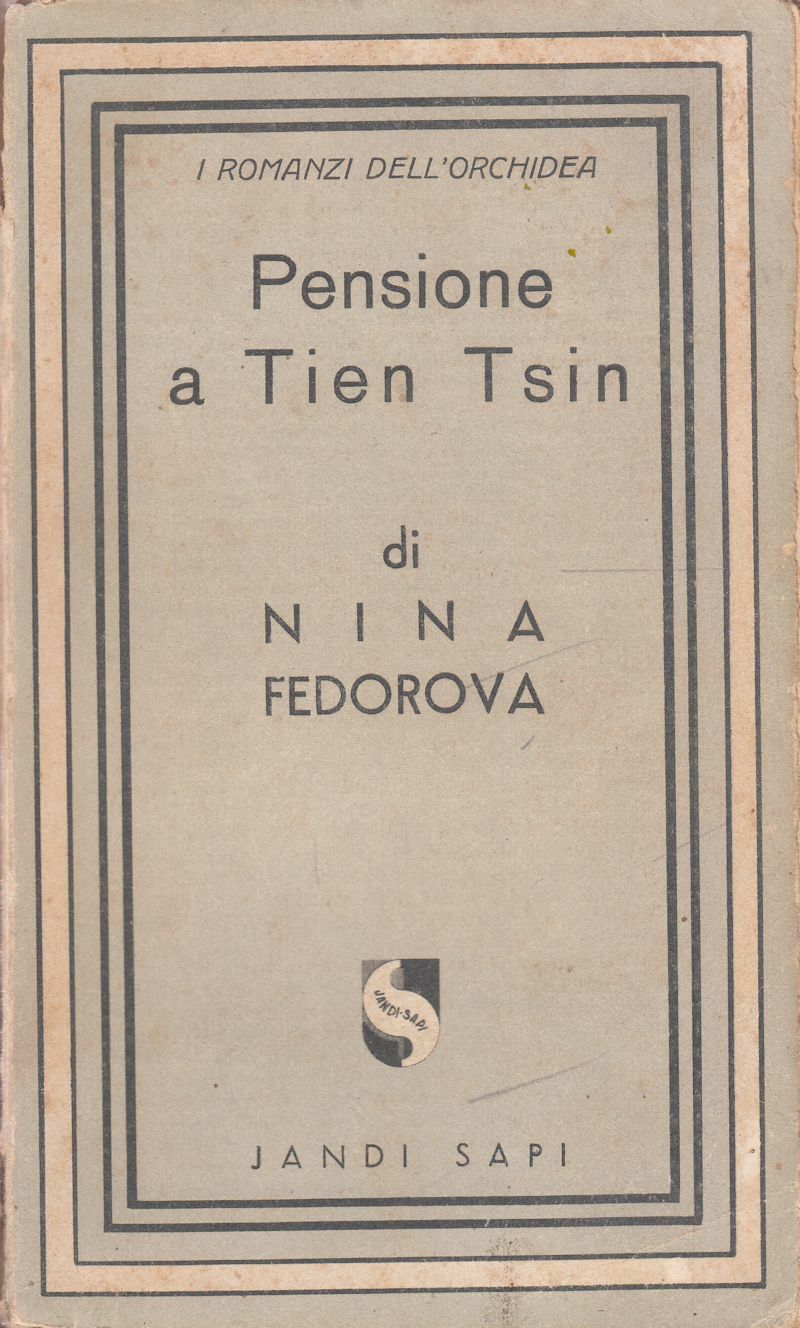 I ROMANZI DELL'ORCHIDEA
Pensione
a Tien Tsin
di
NINA
FEDOROVA
JANDI-SAPI
JANDI SAPI